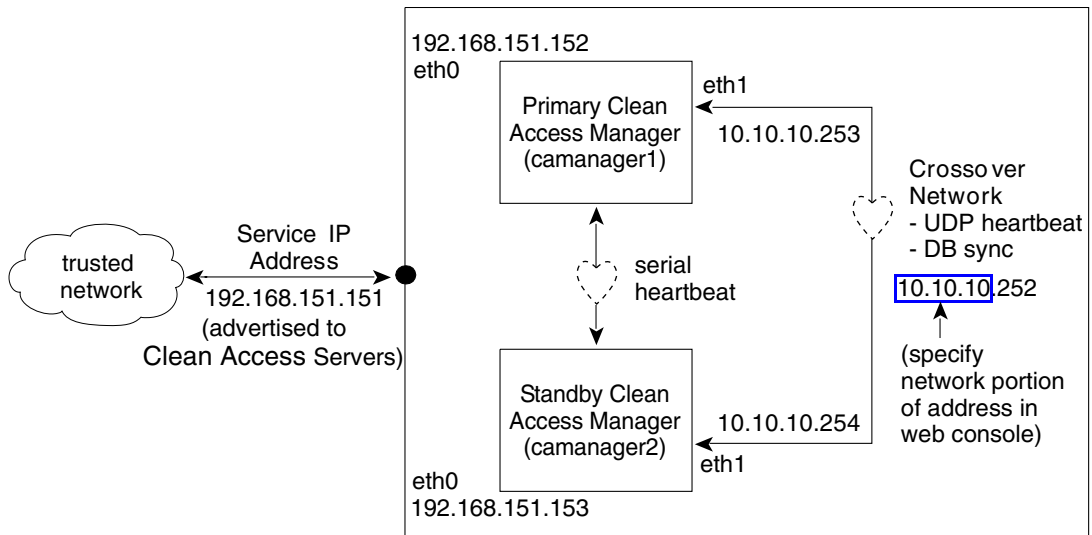 192.168.151.152
eth0
Primary Clean
Access Manager
(camanager1)
eth1
10.10.10.253
Crossover
Network
- UDP heartbeat
- DB sync
10.10.10.252
(specify
network portion
of address in
web console)
trusted
network
Service IP
Address
192.168.151.151
(advertised to
Clean Access Servers)
serial
heartbeat
Standby Clean
Access Manager
(camanager2)
10.10.10.254
eth1
eth0
192.168.151.153